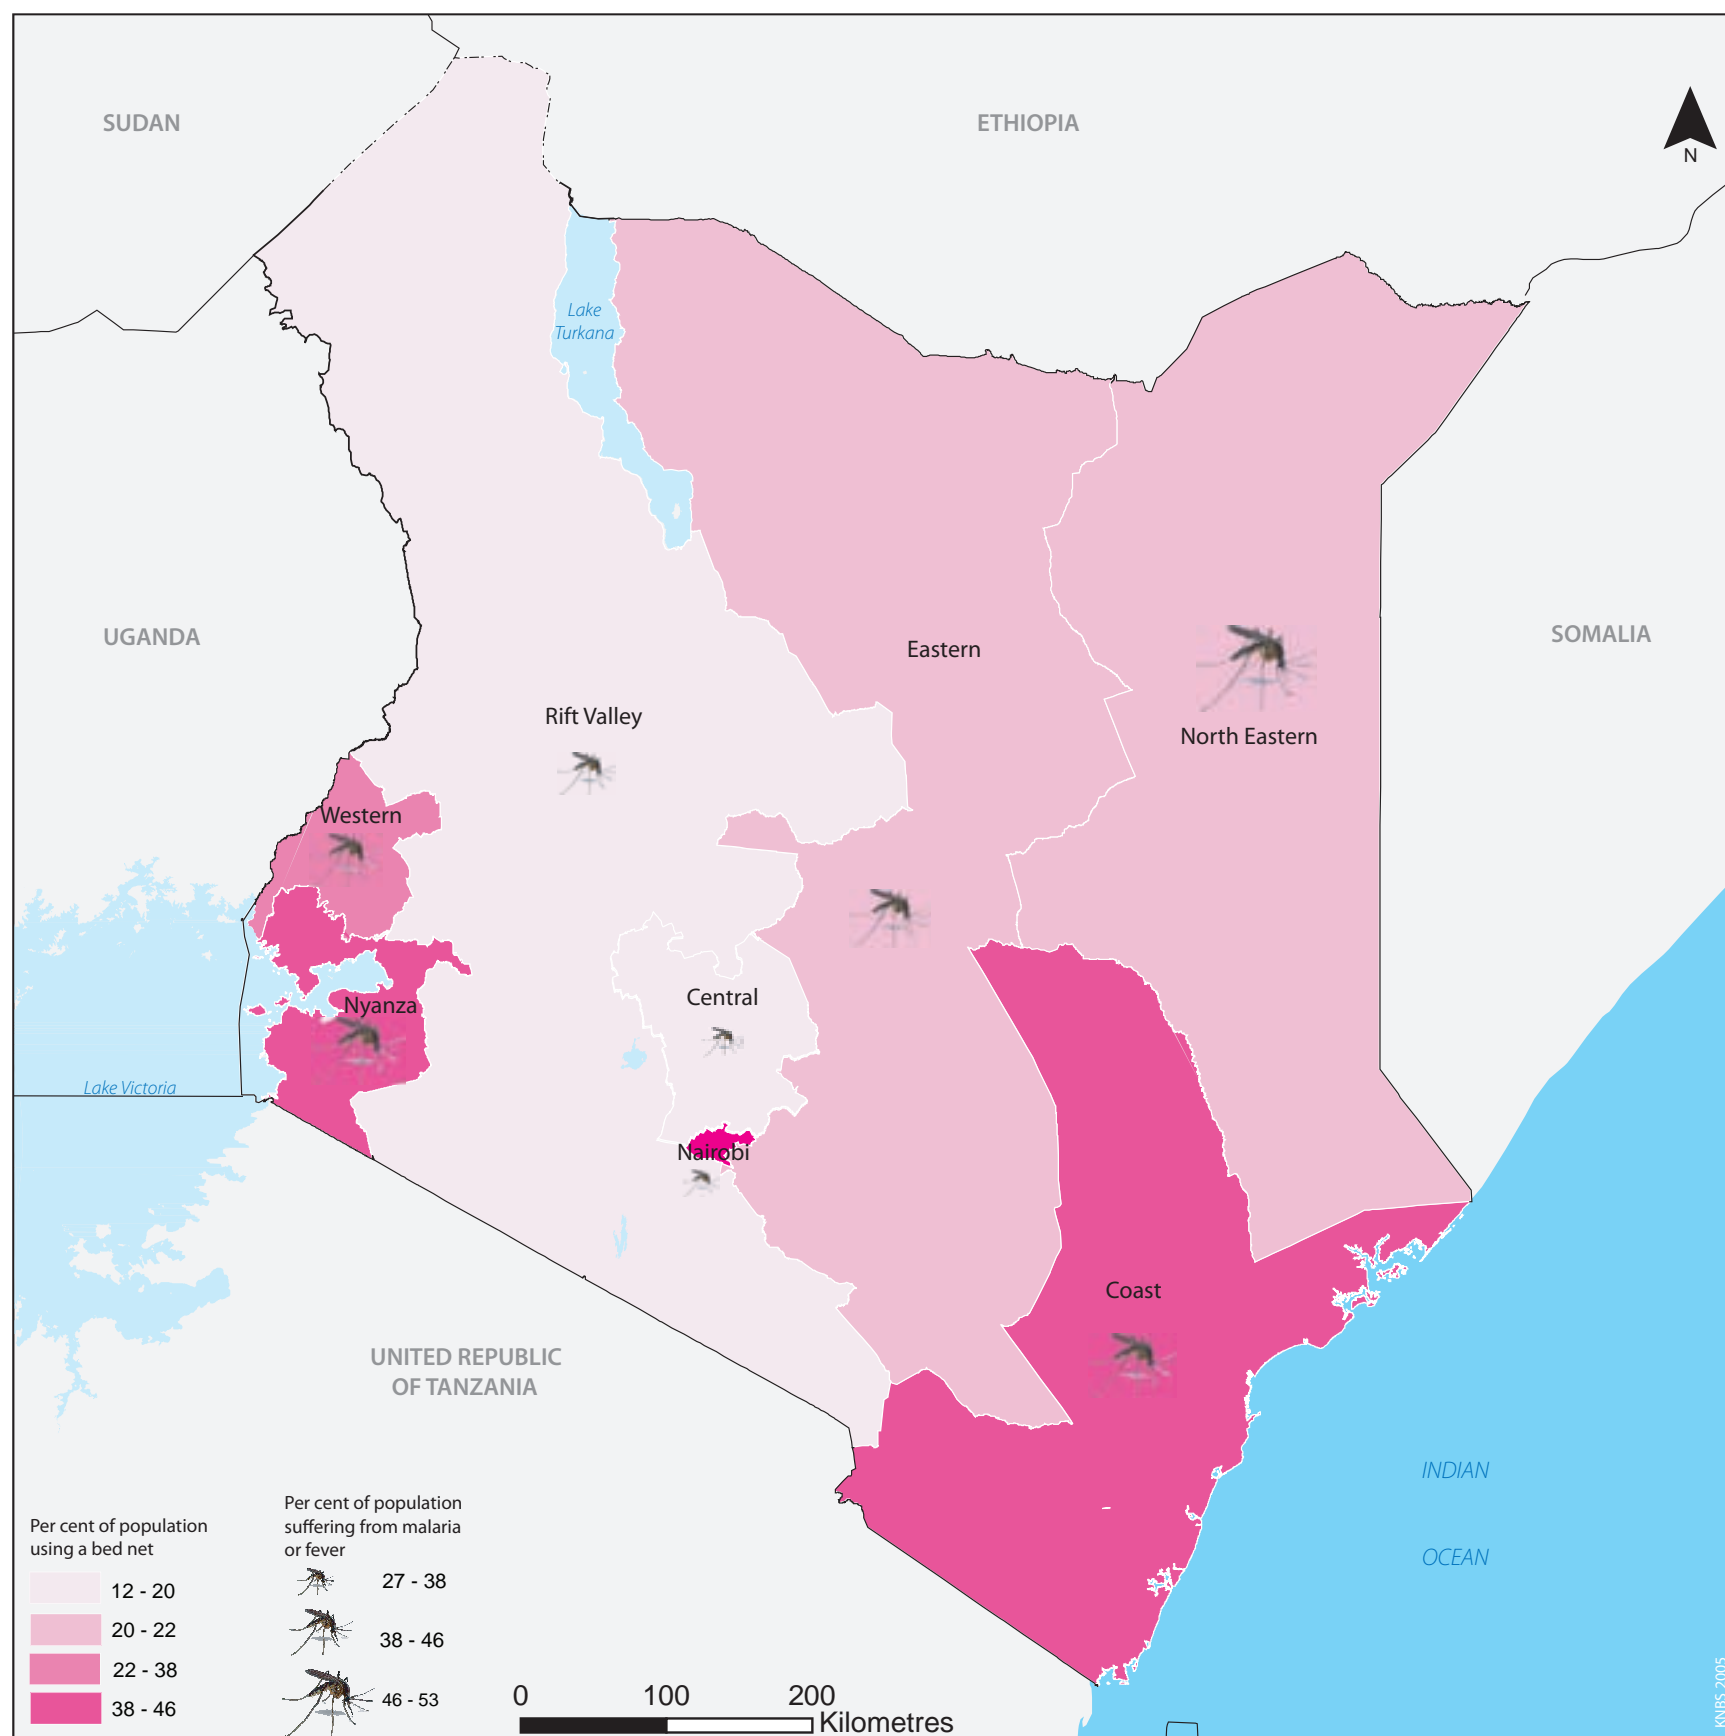 SUDAN
ETHIOPIA
N
Lake
Turkana
UGANDA
SOMALIA
Eastern
Rift Valley
North Eastern
Western
Central
Nyanza
Lake Victoria
Nairobi
Coast
UNITED REPUBLIC
OF TANZANIA
INDIAN
OCEAN
Per cent of population
using a bed net
12 - 20
20 - 22
22 - 38
38 - 46
Per cent of population
suffering from malaria
or fever
27 - 38
38 - 46
46 - 53
0 100 200
Kilometres
KNBS 2005